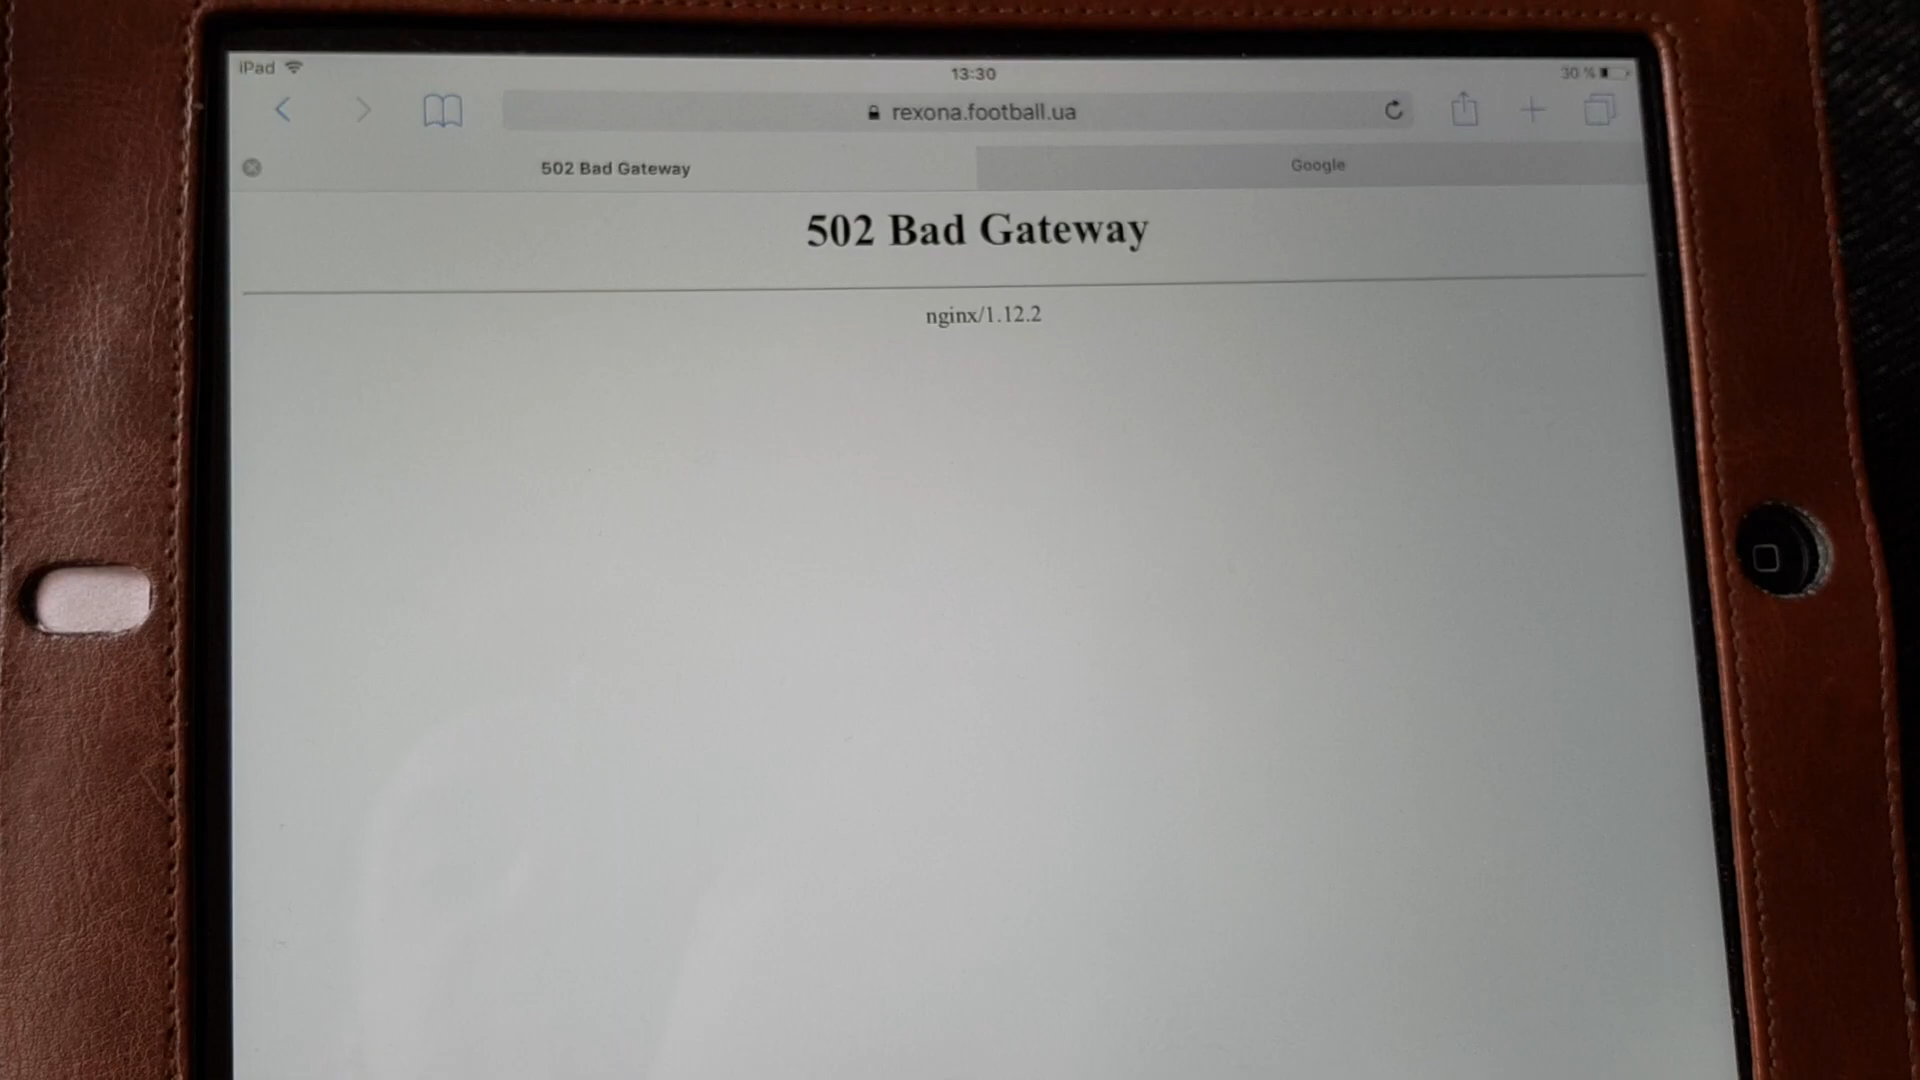 iPad
13:30
30 %
rexona.football.ua
502 Bad Gateway
Google
502 Bad Gateway
nginx/1.12.2